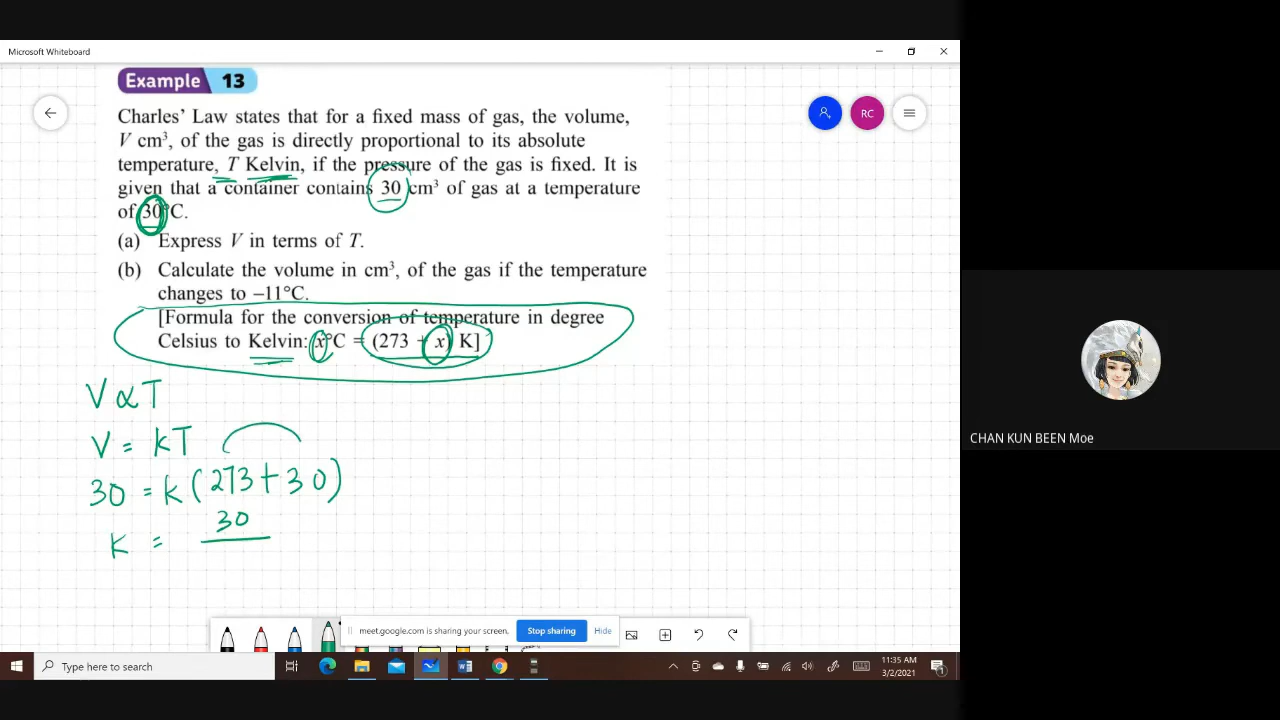 Microsoft Whiteboard
Example 13
Charles' Law states that for a fixed mass of gas, the volume,
V cm³, of the gas is directly proportional to its absolute
temperature, T Kelvin, if the pressure of the gas is fixed. It is
given that a container contains 30 cm³ of gas at a temperature
of 30°C.
(a) Express V in terms of T.
(b) Calculate the volume in cm³, of the gas if the temperature
changes to –11°C.
[Formula for the conversion of temperature in degree
Celsius to Kelvin: x°C = (273 + x) K]
V ∝ T
V = kT
30 = k (273 + 30)
k = 30
RC
CHAN KUN BEEN Moe
meet.google.com is sharing your screen.
Stop sharing
Hide
Type here to search
11:35 AM
3/2/2021
1